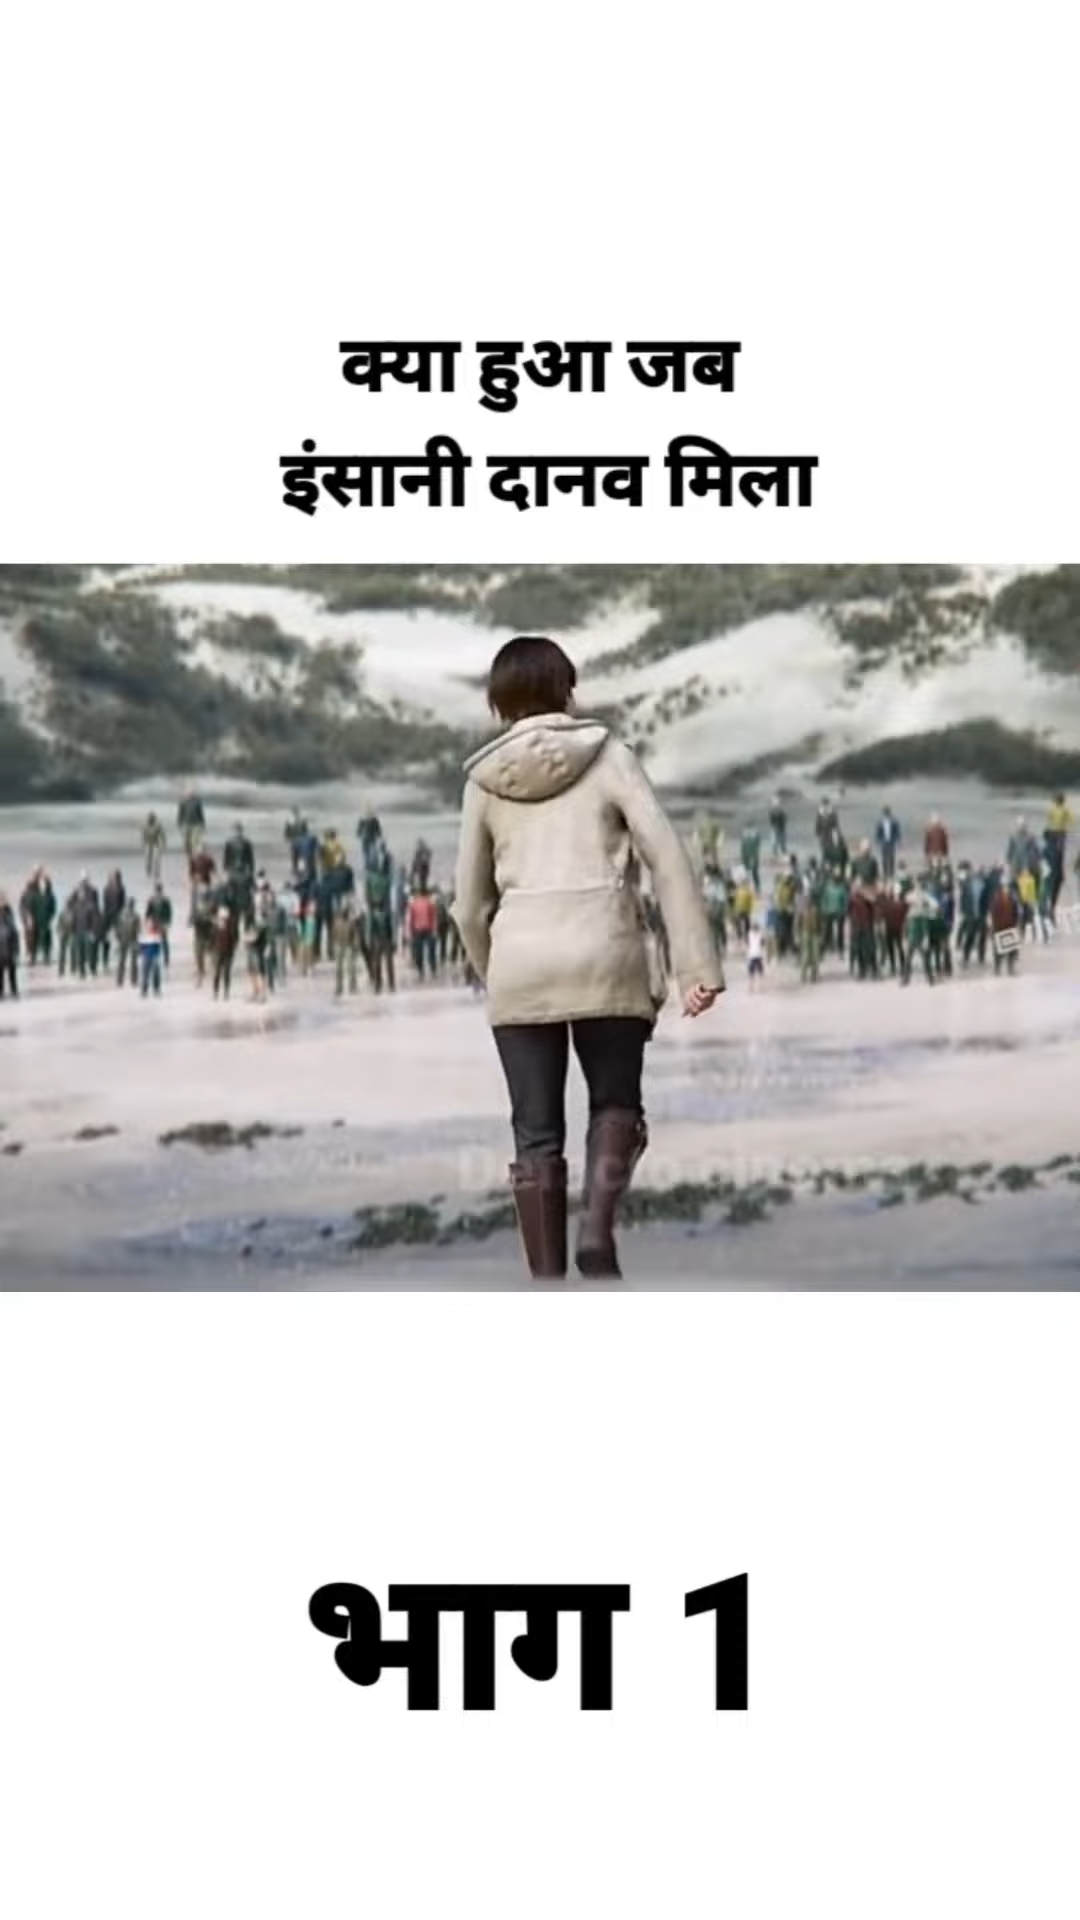 क्या हुआ जब
इंसानी दानव मिला
भाग 1